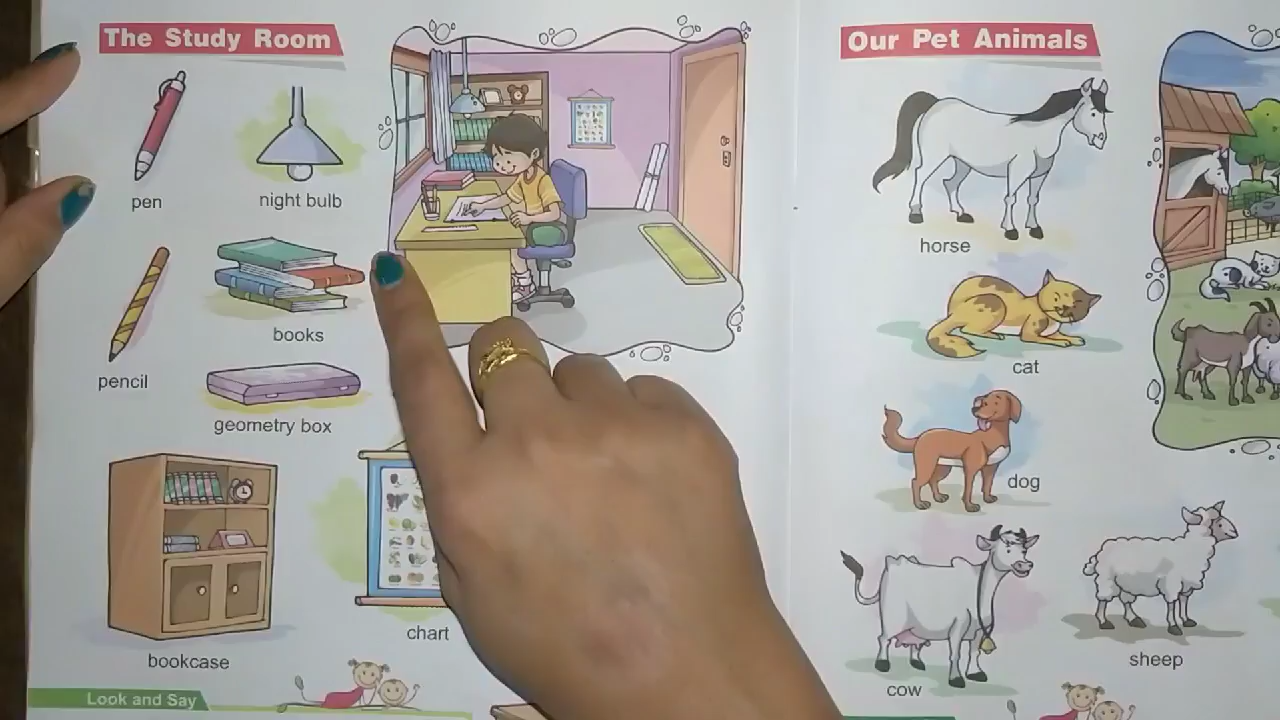 The Study Room
pen
night bulb
pencil
books
geometry box
bookcase
chart
Look and Say
Our Pet Animals
horse
cat
dog
cow
sheep